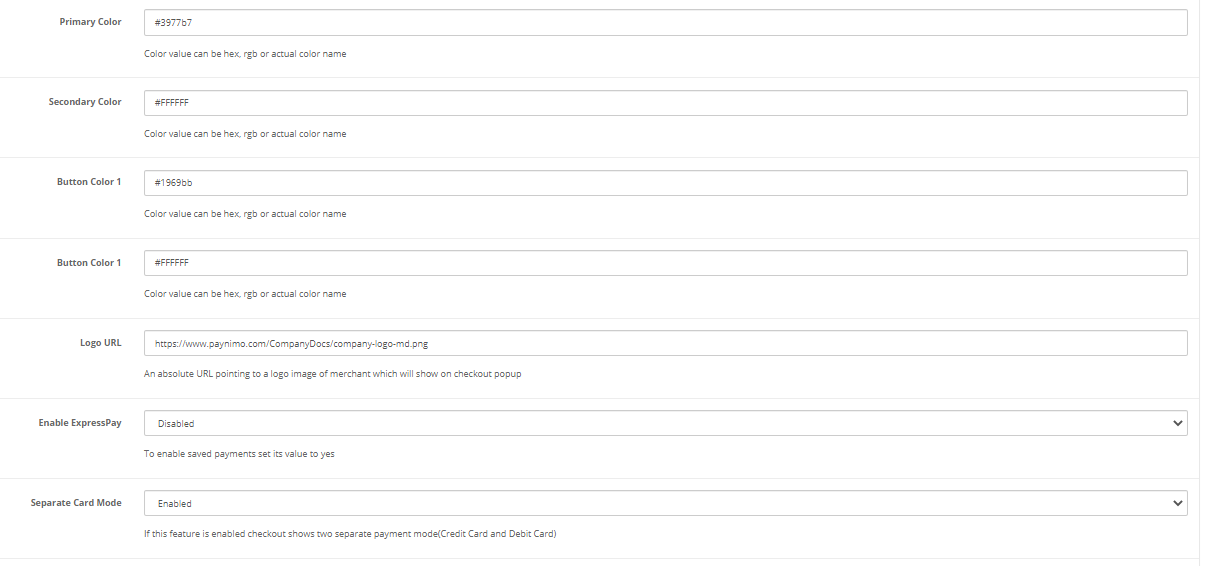 Primary Color
#3977b7
Color value can be hex, rgb or actual color name
Secondary Color
#FFFFFF
Color value can be hex, rgb or actual color name
Button Color 1
#1969bb
Color value can be hex, rgb or actual color name
Button Color 1
#FFFFFF
Color value can be hex, rgb or actual color name
Logo URL
https://www.paynimo.com/CompanyDocs/company-logo-md.png
An absolute URL pointing to a logo image of merchant which will show on checkout popup
Enable ExpressPay
Disabled
To enable saved payments set its value to yes
Separate Card Mode
Enabled
If this feature is enabled checkout shows two separate payment mode(Credit Card and Debit Card)